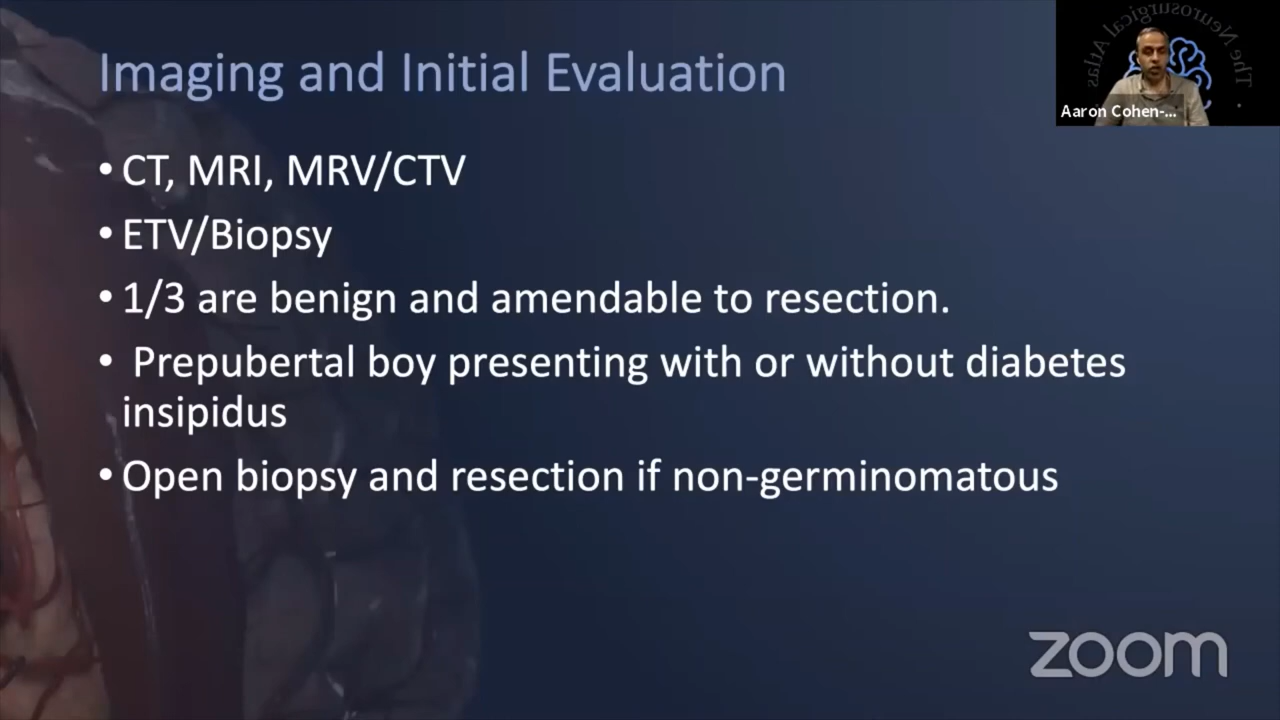 Imaging and Initial Evaluation
• CT, MRI, MRV/CTV
• ETV/Biopsy
• 1/3 are benign and amendable to resection.
• Prepubertal boy presenting with or without diabetes
insipidus
• Open biopsy and resection if non-germinomatous
The Neurosurgical Atlas
Aaron Cohen-...
zoom